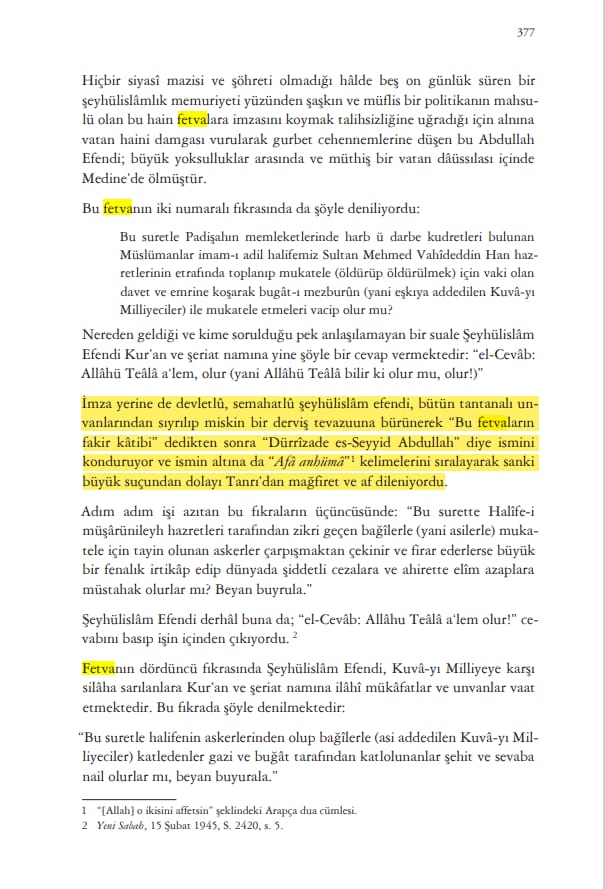 377
Hiçbir siyasî mazisi ve şöhreti olmadığı hâlde beş on günlük süren bir
şeyhülislâmlık memuriyeti yüzünden şaşkın ve müflis bir politikanın mahsu-
lü olan bu hain fetvalara imzasını koymak talihsizliğine uğradığı için alnına
vatan haini damgası vurularak gurbet cehennemlerine düşen bu Abdullah
Efendi; büyük yoksulluklar arasında ve müthiş bir vatan dâüssılası içinde
Medine'de ölmüştür.
Bu fetvanın iki numaralı fıkrasında da şöyle deniliyordu:
Bu suretle Padişahın memleketlerinde harb ü darbe kudretleri bulunan
Müslümanlar imam-ı adil halifemiz Sultan Mehmed Vahîdeddin Han haz-
retlerinin etrafında toplanıp mukatele (öldürüp öldürülmek) için vaki olan
davet ve emrine koşarak bugât-ı mezburûn (yani eşkıya addedilen Kuvâ-yı
Milliyeciler) ile mukatele etmeleri vacip olur mu?
Nereden geldiği ve kime sorulduğu pek anlaşılamayan bir suale Şeyhülislâm
Efendi Kur'an ve şeriat namına yine şöyle bir cevap vermektedir: “el-Cevâb:
Allâhü Teâlâ a'lem, olur (yani Allâhü Teâlâ bilir ki olur mu, olur!)”
İmza yerine de devletlû, semahatlû şeyhülislâm efendi, bütün tantanalı un-
vanlarından sıyrılıp miskin bir derviş tevazuuna bürünerek “Bu fetvaların
fakir kâtibi” dedikten sonra “Dürrîzade es-Seyyid Abdullah” diye ismini
konduruyor ve ismin altına da “Afâ anhümâ”1 kelimelerini sıralayarak sanki
büyük suçundan dolayı Tanrı'dan mağfiret ve af dileniyordu.
Adım adım işi azıtan bu fıkraların üçüncüsünde: “Bu surette Halîfe-i
müşârünileyh hazretleri tarafından zikri geçen bağîlerle (yani asilerle) muka-
tele için tayin olunan askerler çarpışmaktan çekinir ve firar ederlerse büyük
bir fenalık irtikâp edip dünyada şiddetli cezalara ve ahirette elîm azaplara
müstahak olurlar mı? Beyan buyrula.”
Şeyhülislâm Efendi derhâl buna da; “el-Cevâb: Allâhu Teâlâ a'lem olur!” ce-
vabını basıp işin içinden çıkıyordu. 2
Fetvanın dördüncü fıkrasında Şeyhülislâm Efendi, Kuvâ-yı Milliyeye karşı
silâha sarılanlara Kur'an ve şeriat namına ilâhî mükâfatlar ve unvanlar vaat
etmektedir. Bu fıkrada şöyle denilmektedir:
“Bu suretle halifenin askerlerinden olup bağîlerle (asi addedilen Kuvâ-yı Mil-
liyeciler) katledenler gazi ve buğât tarafından katlolunanlar şehit ve sevaba
nail olurlar mı, beyan buyurala.”
1 “[Allah] o ikisini affetsin” şeklindeki Arapça dua cümlesi.
2 Yeni Sabah, 15 Şubat 1945, S. 2420, s. 5.